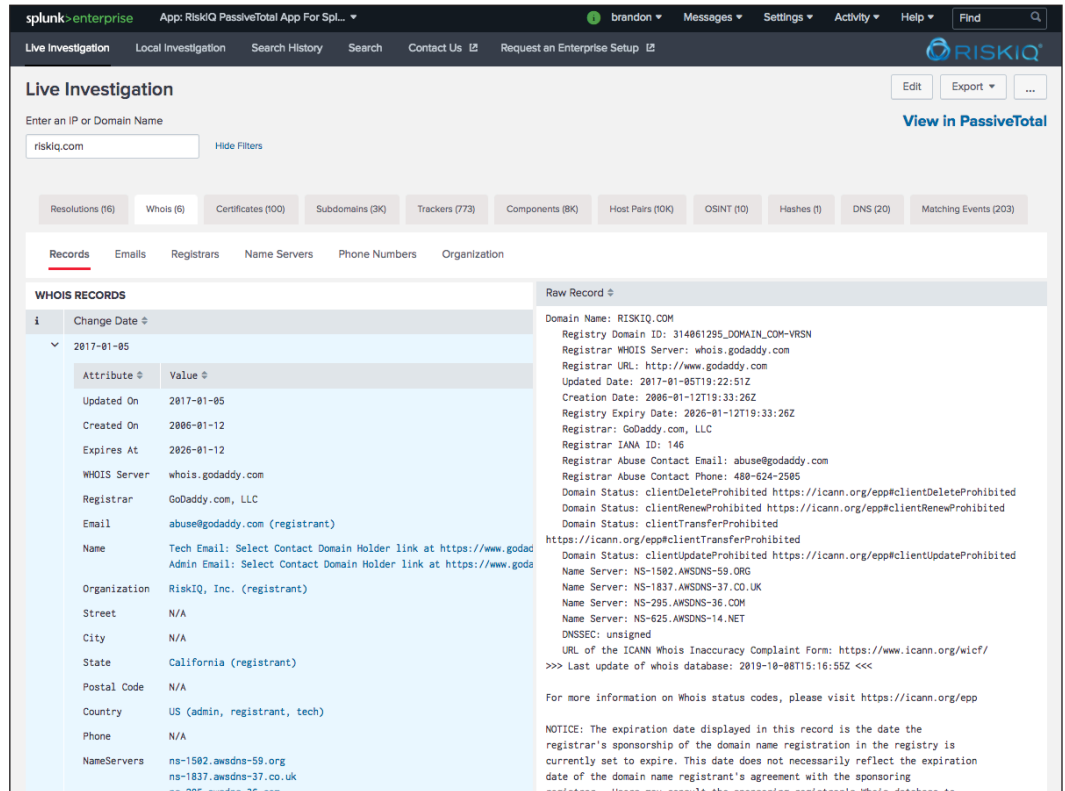 splunk>enterprise App: RiskIQ PassiveTotal App For Spl... ▾ i brandon ▾ Messages ▾ Settings ▾ Activity ▾ Help ▾ Find
Live Investigation Local Investigation Search History Search Contact Us Request an Enterprise Setup RISKIQ
Live Investigation Edit Export ▾ ...
Enter an IP or Domain Name View in PassiveTotal
riskiq.com Hide Filters
Resolutions (16) Whois (6) Certificates (100) Subdomains (3K) Trackers (773) Components (8K) Host Pairs (10K) OSINT (10) Hashes (1) DNS (20) Matching Events (203)
Records Emails Registrars Name Servers Phone Numbers Organization
WHOIS RECORDS
i Change Date
2017-01-05
Attribute Value
Updated On 2017-01-05
Created On 2006-01-12
Expires At 2026-01-12
WHOIS Server whois.godaddy.com
Registrar GoDaddy.com, LLC
Email abuse@godaddy.com (registrant)
Name Tech Email: Select Contact Domain Holder link at https://www.godad
Admin Email: Select Contact Domain Holder link at https://www.goda
Organization RiskIQ, Inc. (registrant)
Street N/A
City N/A
State California (registrant)
Postal Code N/A
Country US (admin, registrant, tech)
Phone N/A
NameServers ns-1502.awsdns-59.org
ns-1837.awsdns-37.co.uk
Raw Record
Domain Name: RISKIQ.COM
Registry Domain ID: 314061295_DOMAIN_COM-VRSN
Registrar WHOIS Server: whois.godaddy.com
Registrar URL: http://www.godaddy.com
Updated Date: 2017-01-05T19:22:51Z
Creation Date: 2006-01-12T19:33:26Z
Registry Expiry Date: 2026-01-12T19:33:26Z
Registrar: GoDaddy.com, LLC
Registrar IANA ID: 146
Registrar Abuse Contact Email: abuse@godaddy.com
Registrar Abuse Contact Phone: 480-624-2505
Domain Status: clientDeleteProhibited https://icann.org/epp#clientDeleteProhibited
Domain Status: clientRenewProhibited https://icann.org/epp#clientRenewProhibited
Domain Status: clientTransferProhibited
https://icann.org/epp#clientTransferProhibited
Domain Status: clientUpdateProhibited https://icann.org/epp#clientUpdateProhibited
Name Server: NS-1502.AWSDNS-59.ORG
Name Server: NS-1837.AWSDNS-37.CO.UK
Name Server: NS-295.AWSDNS-36.COM
Name Server: NS-625.AWSDNS-14.NET
DNSSEC: unsigned
URL of the ICANN Whois Inaccuracy Complaint Form: https://www.icann.org/wicf/
>>> Last update of whois database: 2019-10-08T15:16:55Z <<<
For more information on Whois status codes, please visit https://icann.org/epp
NOTICE: The expiration date displayed in this record is the date the
registrar's sponsorship of the domain name registration in the registry is
currently set to expire. This date does not necessarily reflect the expiration
date of the domain name registrant's agreement with the sponsoring